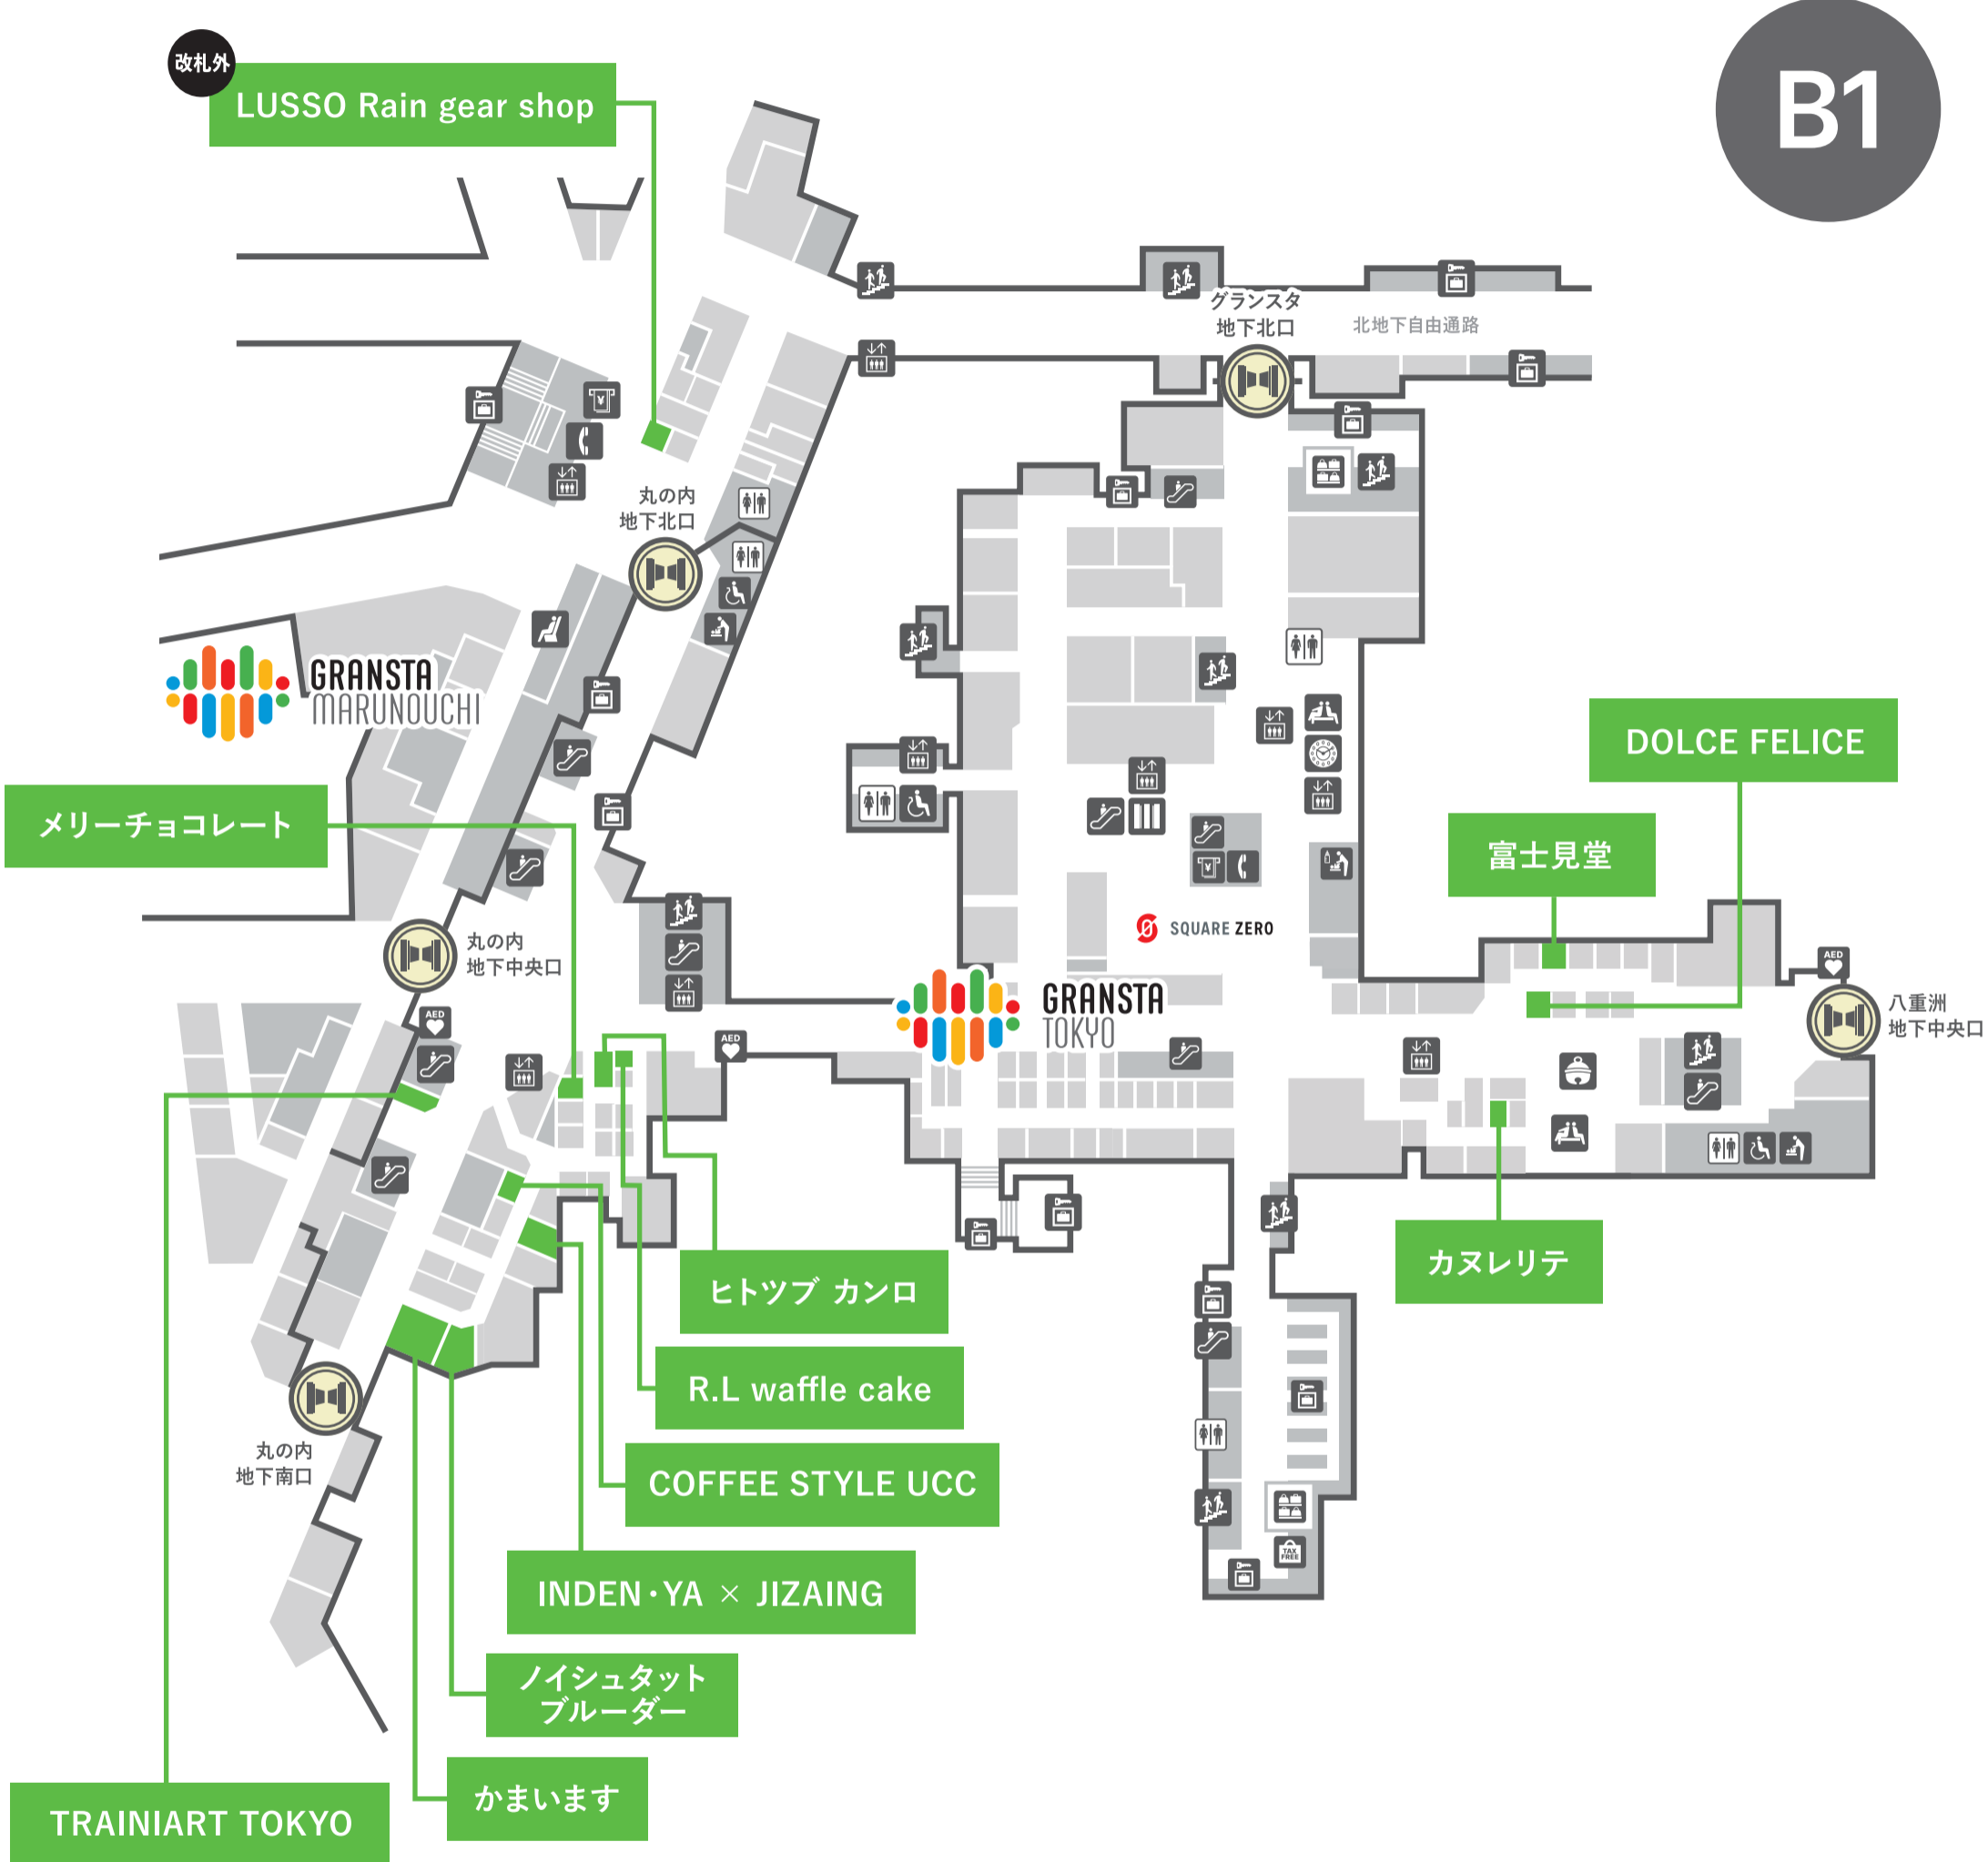 B1
改札外
LUSSO Rain gear shop
グランスタ
地下北口
北地下自由通路
丸の内
地下北口
GRANSTA
MARUNOUCHI
DOLCE FELICE
メリーチョコレート
富士見堂
SQUARE ZERO
丸の内
地下中央口
AED
GRANSTA
TOKYO
AED
八重洲
地下中央口
AED
カヌレリテ
ヒトツブ カンロ
R.L waffle cake
COFFEE STYLE UCC
丸の内
地下南口
INDEN・YA × JIZAING
TAX
FREE
ノイシュタット
ブルーダー
かまいます
TRAINIART TOKYO